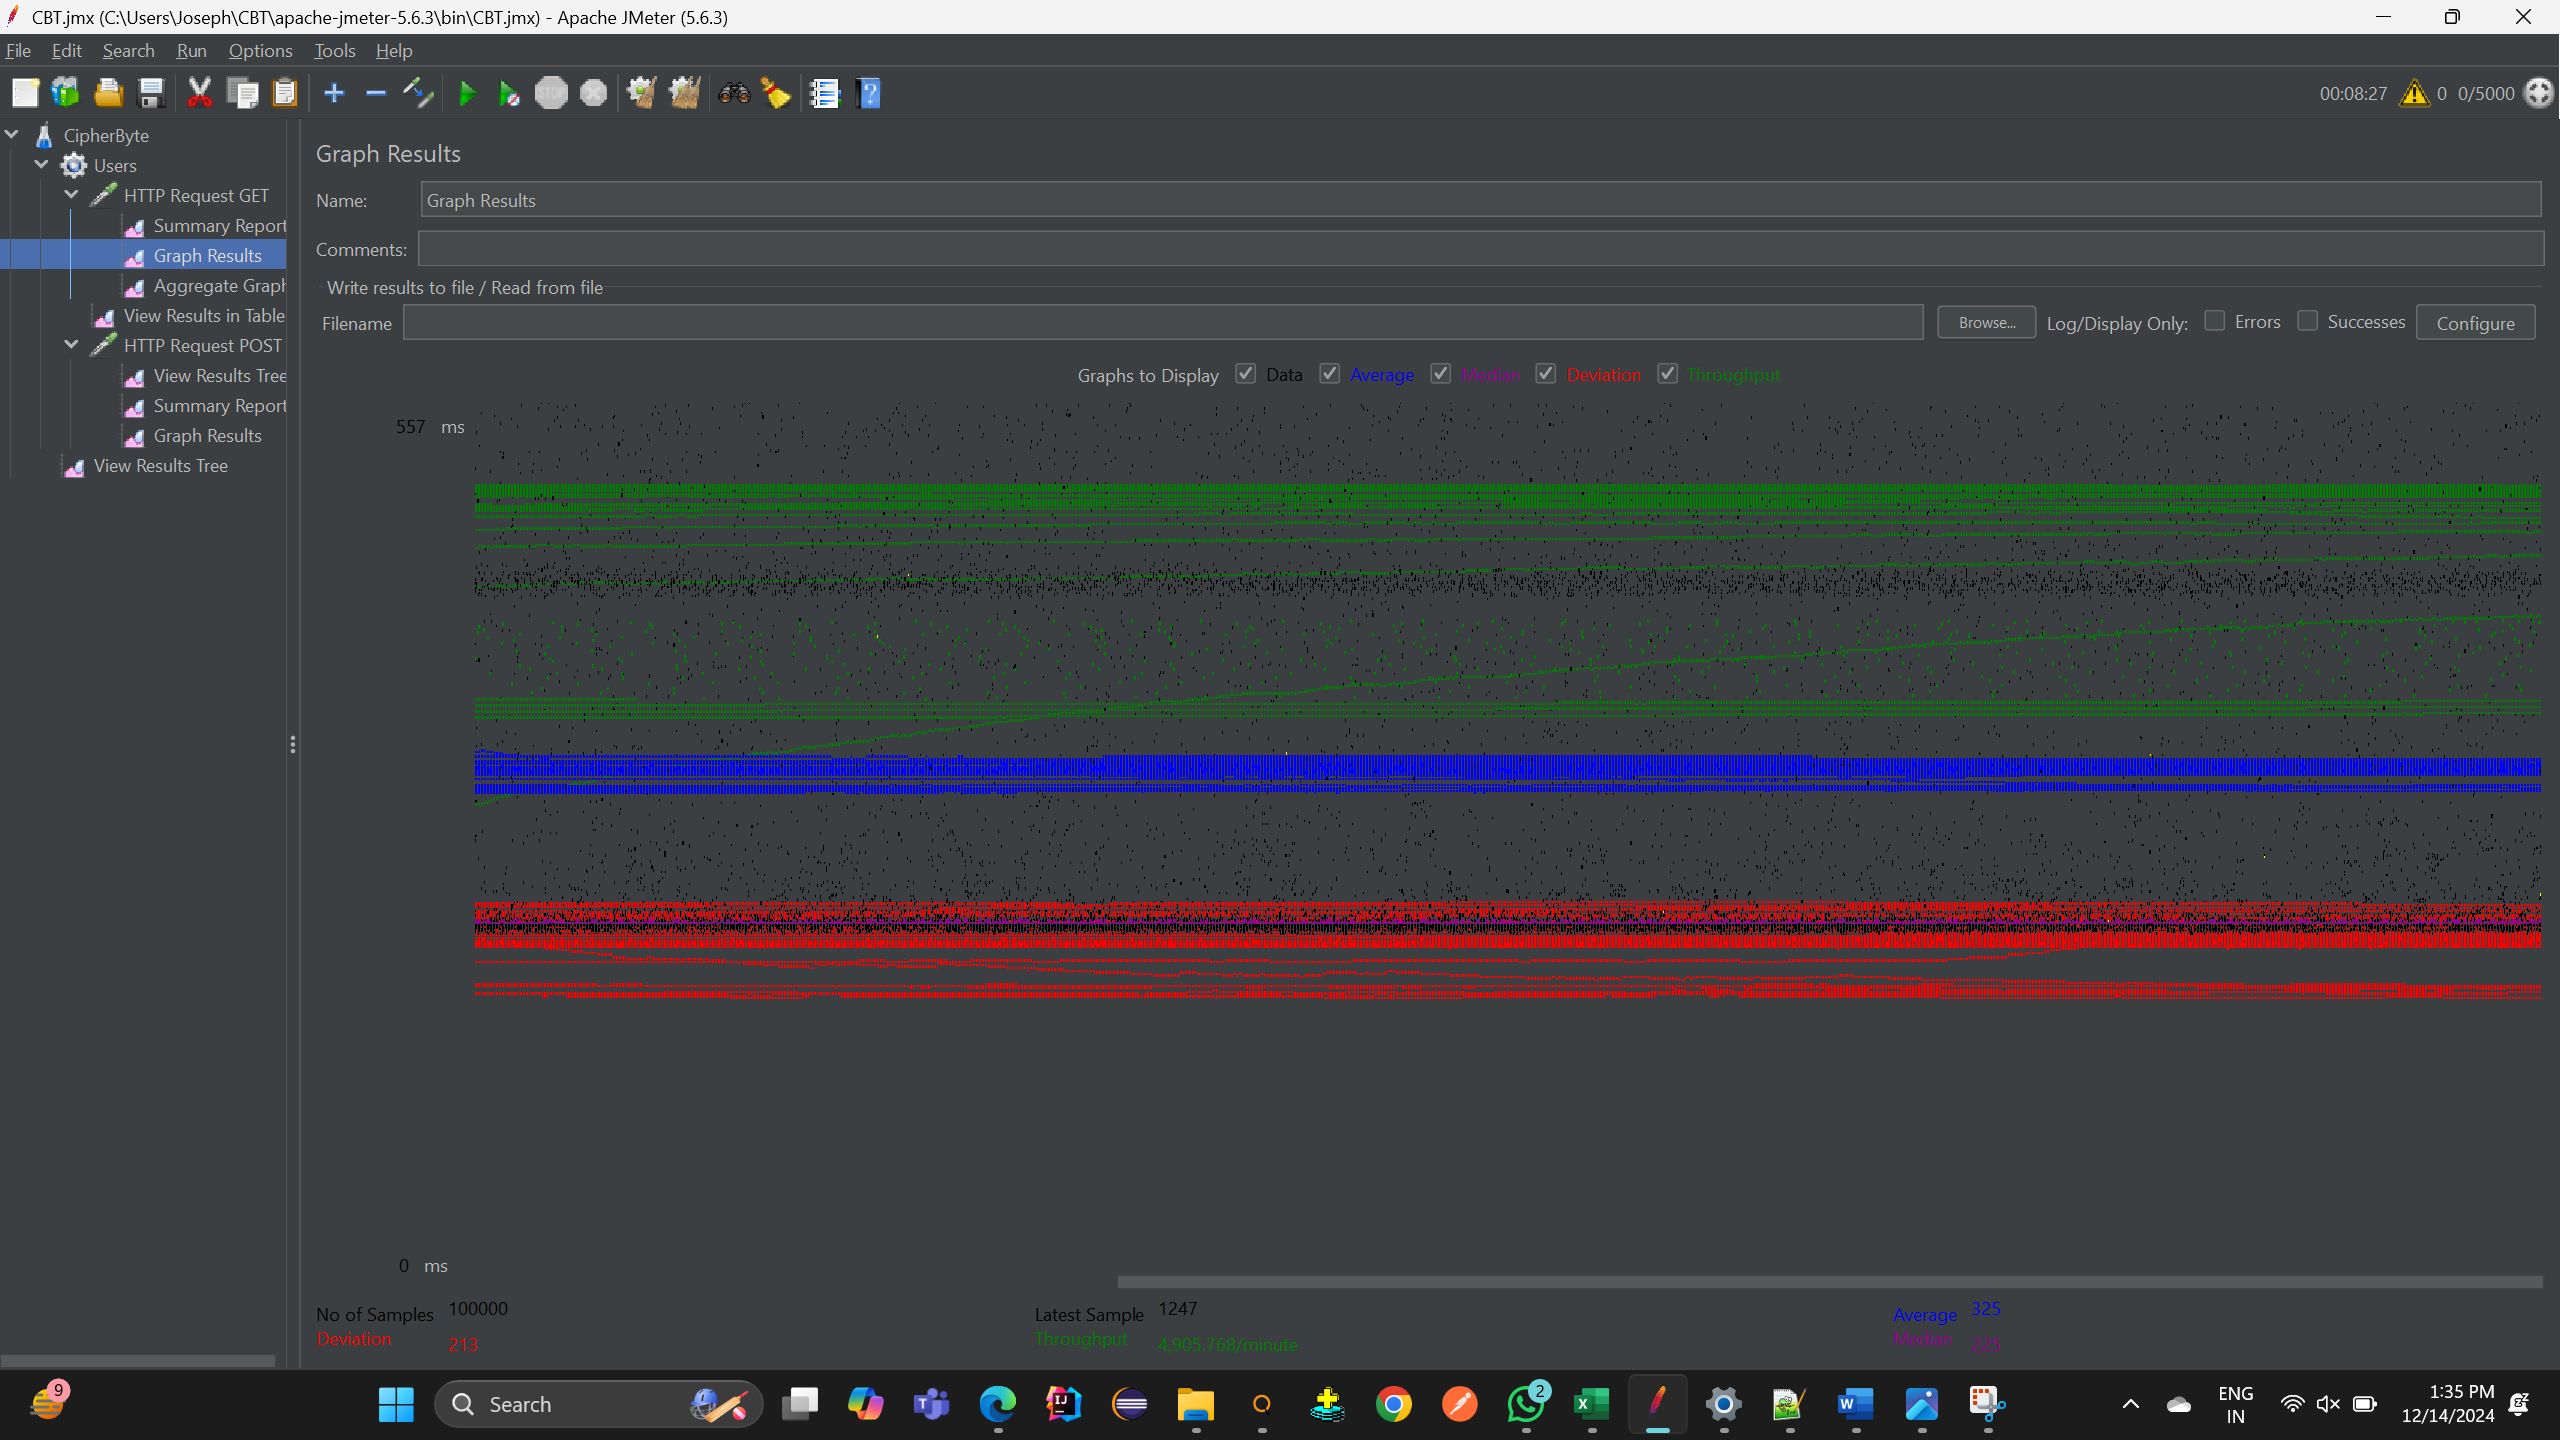 CBT.jmx (C:\Users\Joseph\CBT\apache-jmeter-5.6.3\bin\CBT.jmx) - Apache JMeter (5.6.3)
File Edit Search Run Options Tools Help
STOP
00:08:27 0 0/5000
CipherByte
Users
HTTP Request GET
Summary Report
Graph Results
Aggregate Graph
View Results in Table
HTTP Request POST
View Results Tree
Summary Report
Graph Results
View Results Tree
Graph Results
Name: Graph Results
Comments:
Write results to file / Read from file
Filename Browse... Log/Display Only: Errors Successes Configure
Graphs to Display Data Average Median Deviation Throughput
557 ms
0 ms
No of Samples 100000 Latest Sample 1247 Average 325
Deviation 213 Throughput 4,905.768/minute Median 225
9
Search
2
ENG
IN
1:35 PM
12/14/2024